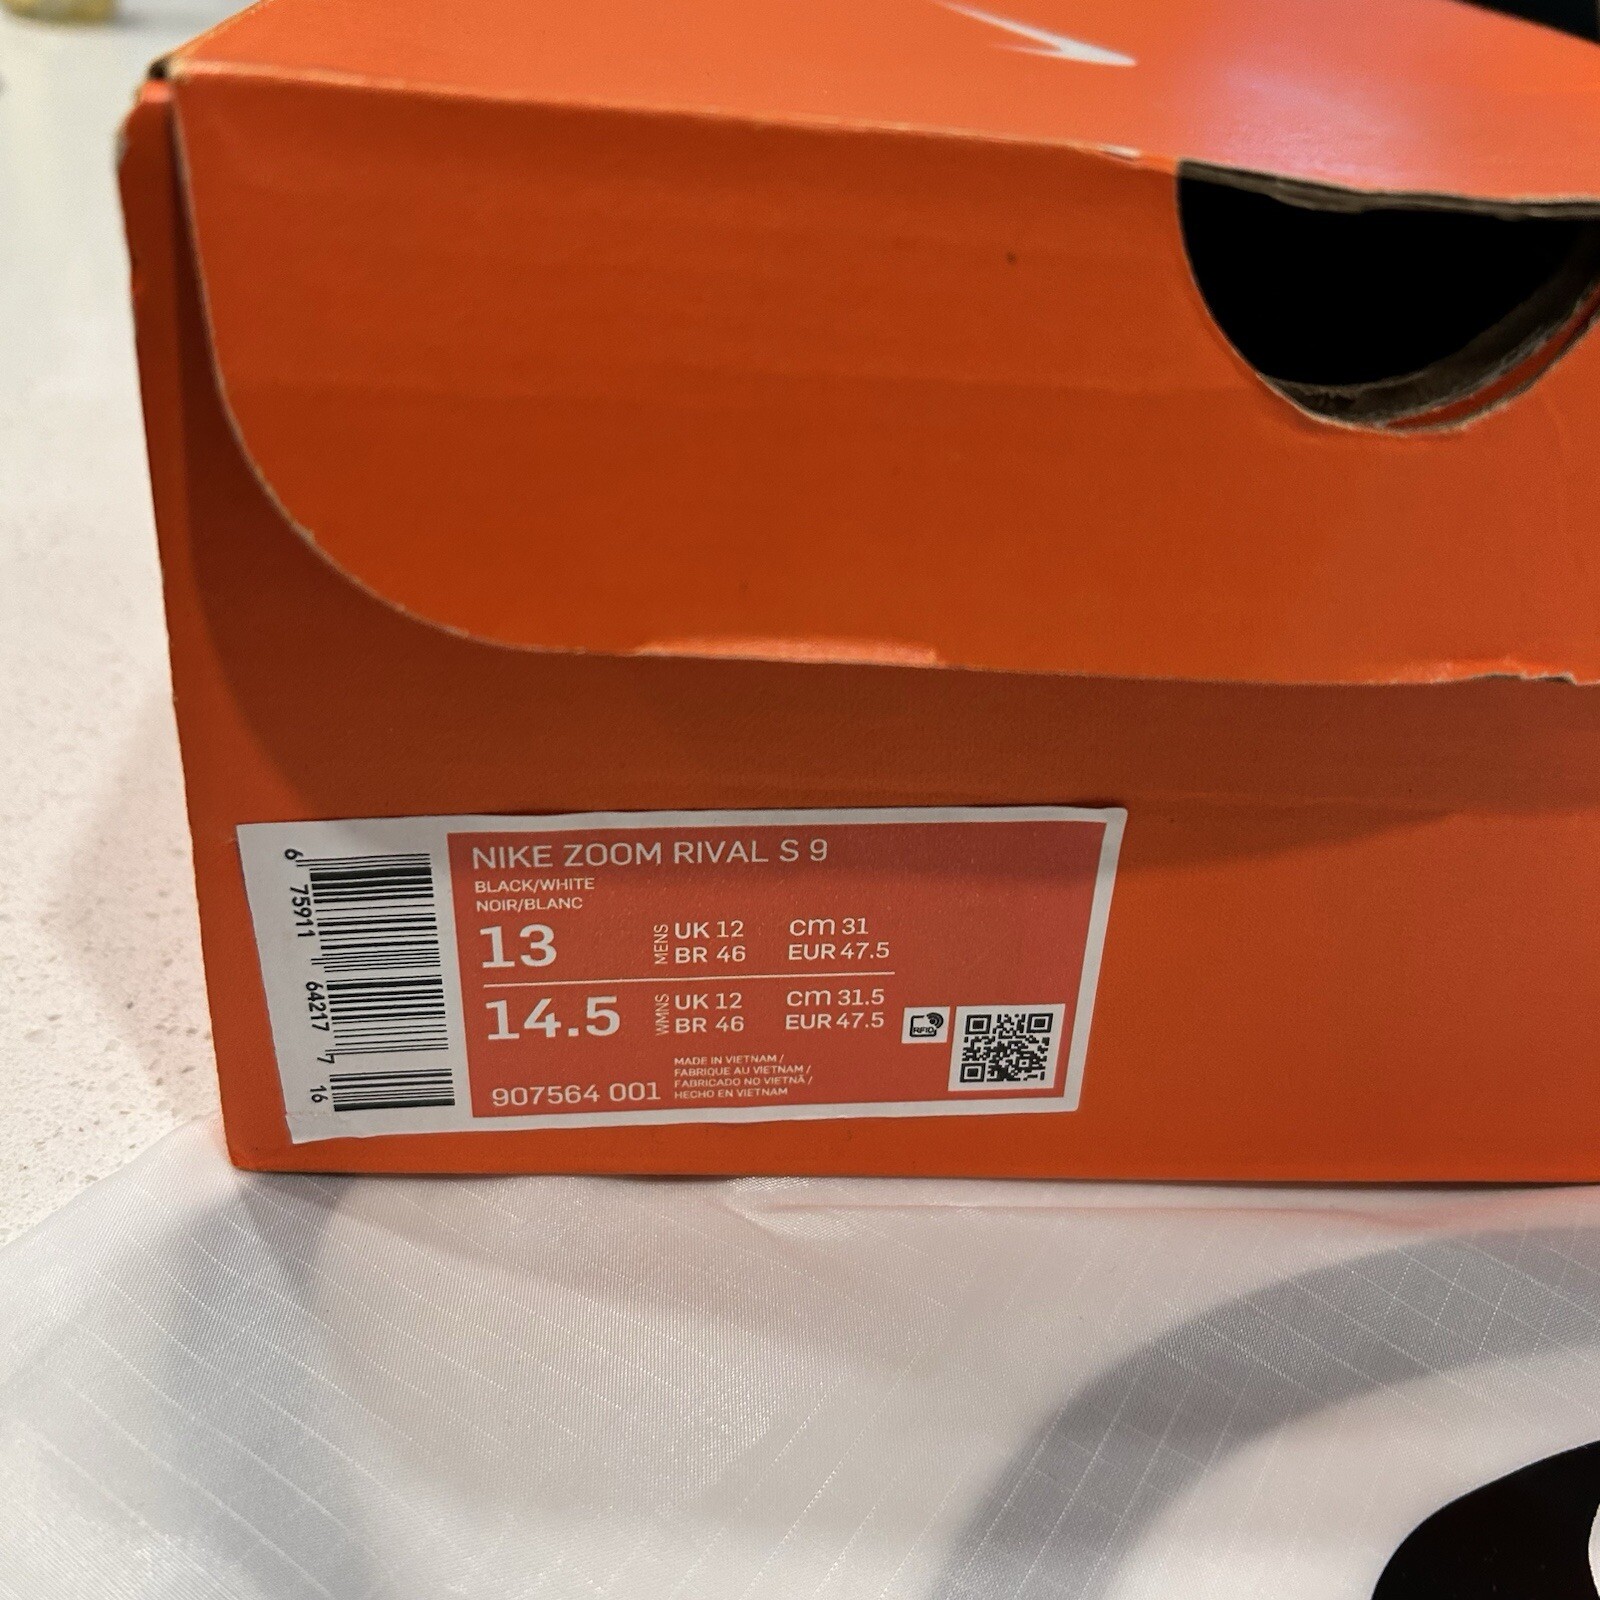 NIKE ZOOM RIVAL S 9
BLACK/WHITE
NOIR/BLANC
13 MENS UK 12 cm 31
BR 46 EUR 47.5
14.5 WMNS UK 12 cm 31.5
BR 46 EUR 47.5
RFID
907564 001
MADE IN VIETNAM /
FABRIQUE AU VIETNAM /
FABRICADO NO VIETNÃ /
HECHO EN VIETNAM
6 75911 64217 7 16